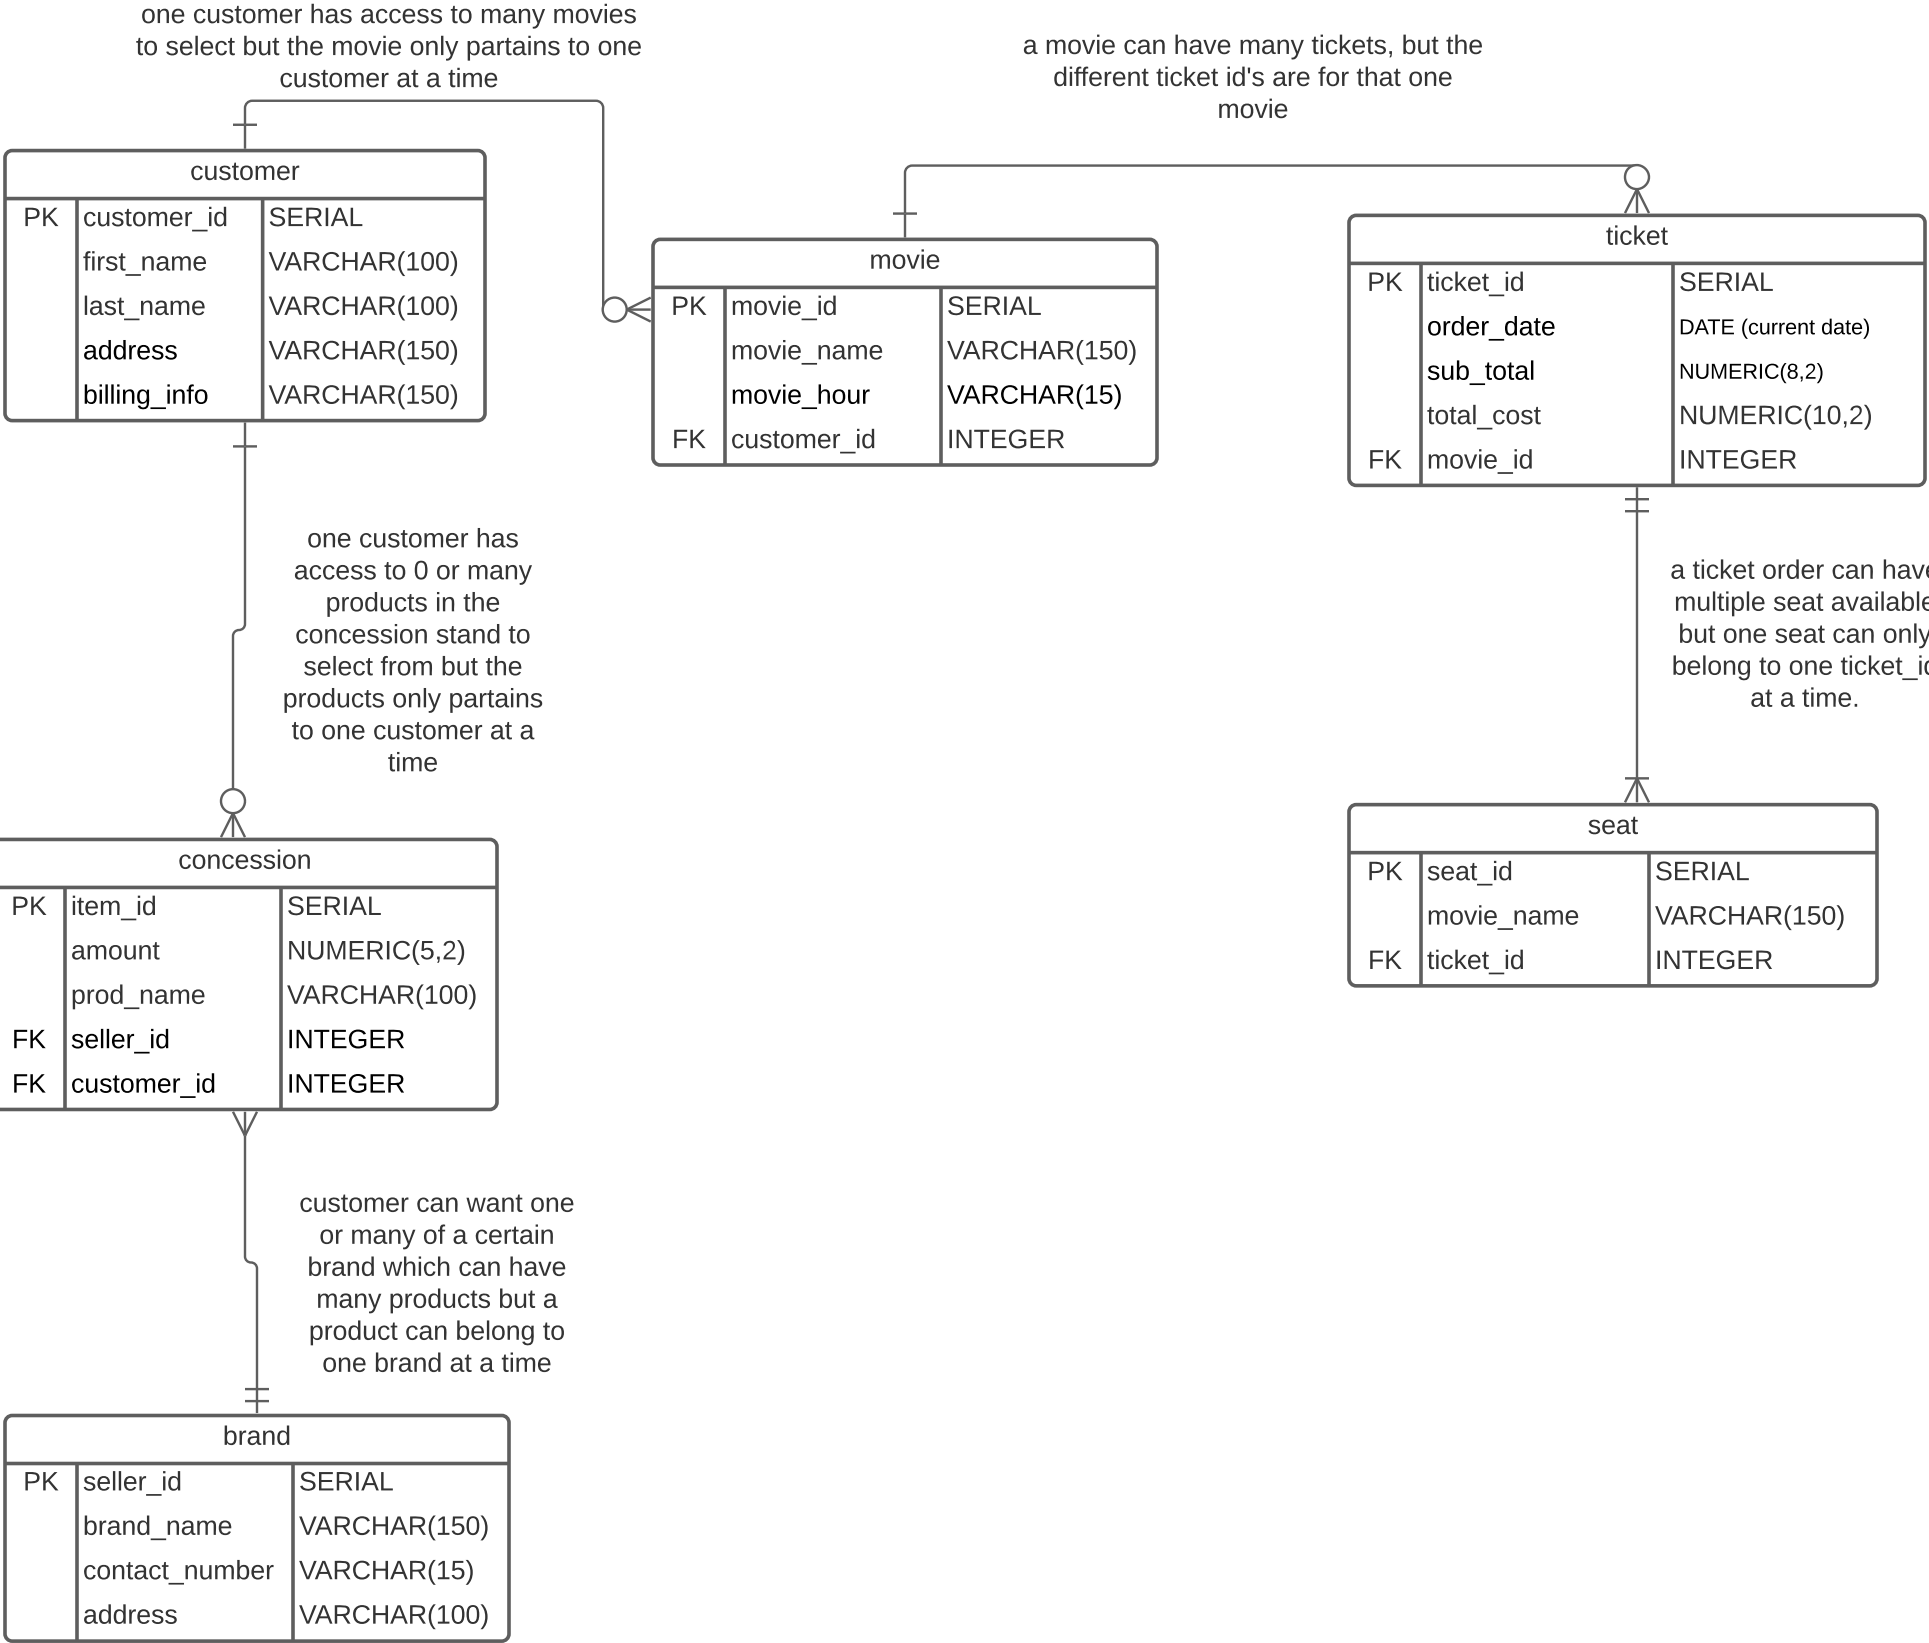 one customer has access to many movies
to select but the movie only partains to one
customer at a time
a movie can have many tickets, but the
different ticket id's are for that one
movie
customer
PK customer_id SERIAL
first_name VARCHAR(100)
last_name VARCHAR(100)
address VARCHAR(150)
billing_info VARCHAR(150)
movie
PK movie_id SERIAL
movie_name VARCHAR(150)
movie_hour VARCHAR(15)
FK customer_id INTEGER
ticket
PK ticket_id SERIAL
order_date DATE (current date)
sub_total NUMERIC(8,2)
total_cost NUMERIC(10,2)
FK movie_id INTEGER
one customer has
access to 0 or many
products in the
concession stand to
select from but the
products only partains
to one customer at a
time
a ticket order can have
multiple seat available
but one seat can only
belong to one ticket_id
at a time.
concession
PK item_id SERIAL
amount NUMERIC(5,2)
prod_name VARCHAR(100)
FK seller_id INTEGER
FK customer_id INTEGER
seat
PK seat_id SERIAL
movie_name VARCHAR(150)
FK ticket_id INTEGER
customer can want one
or many of a certain
brand which can have
many products but a
product can belong to
one brand at a time
brand
PK seller_id SERIAL
brand_name VARCHAR(150)
contact_number VARCHAR(15)
address VARCHAR(100)